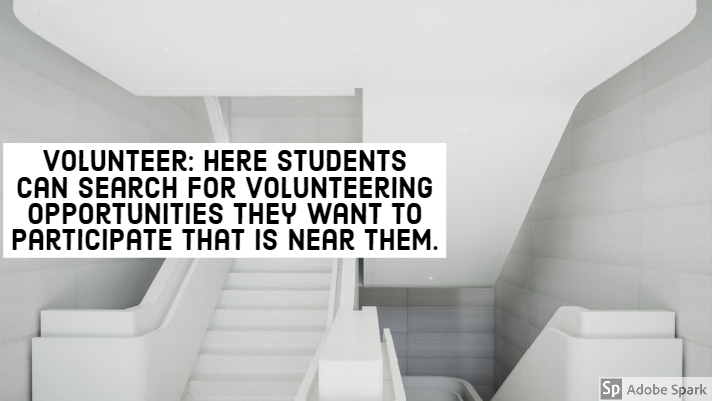 VOLUNTEER: HERE STUDENTS
CAN SEARCH FOR VOLUNTEERING
OPPORTUNITIES THEY WANT TO
PARTICIPATE THAT IS NEAR THEM.
Sp Adobe Spark